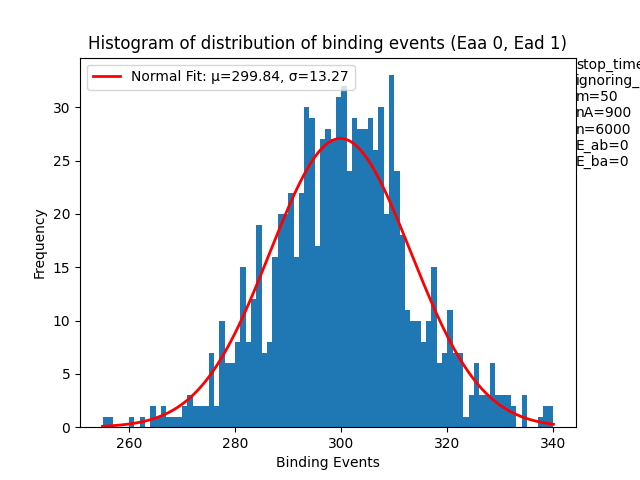 Histogram of distribution of binding events (Eaa 0, Ead 1)
Normal Fit: μ=299.84, σ=13.27
stop_time
ignoring_
m=50
nA=900
n=6000
E_ab=0
E_ba=0
Frequency
30
25
20
15
10
5
0
260 280 300 320 340
Binding Events